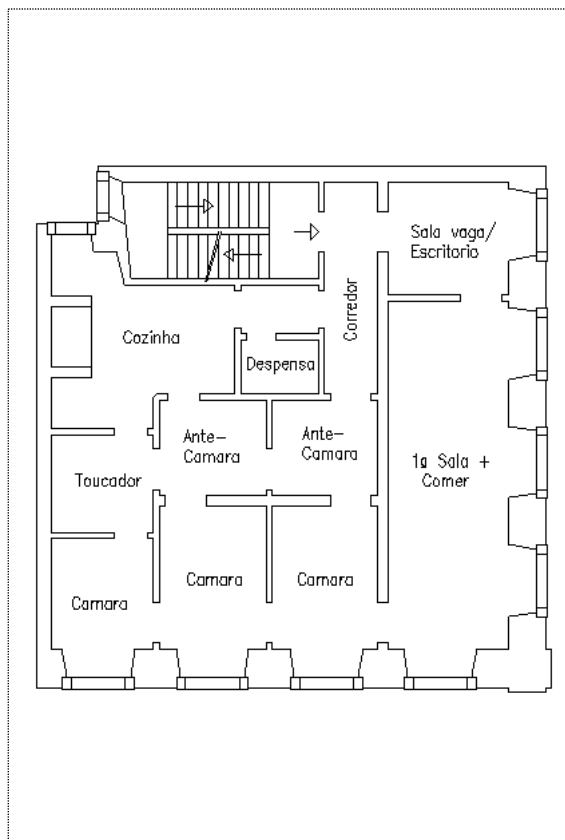 Sala vaga/
Escritorio
Corredor
Cozinha
Despensa
Ante-
Camara
Ante-
Camara
1a Sala +
Comer
Toucador
Camara
Camara
Camara